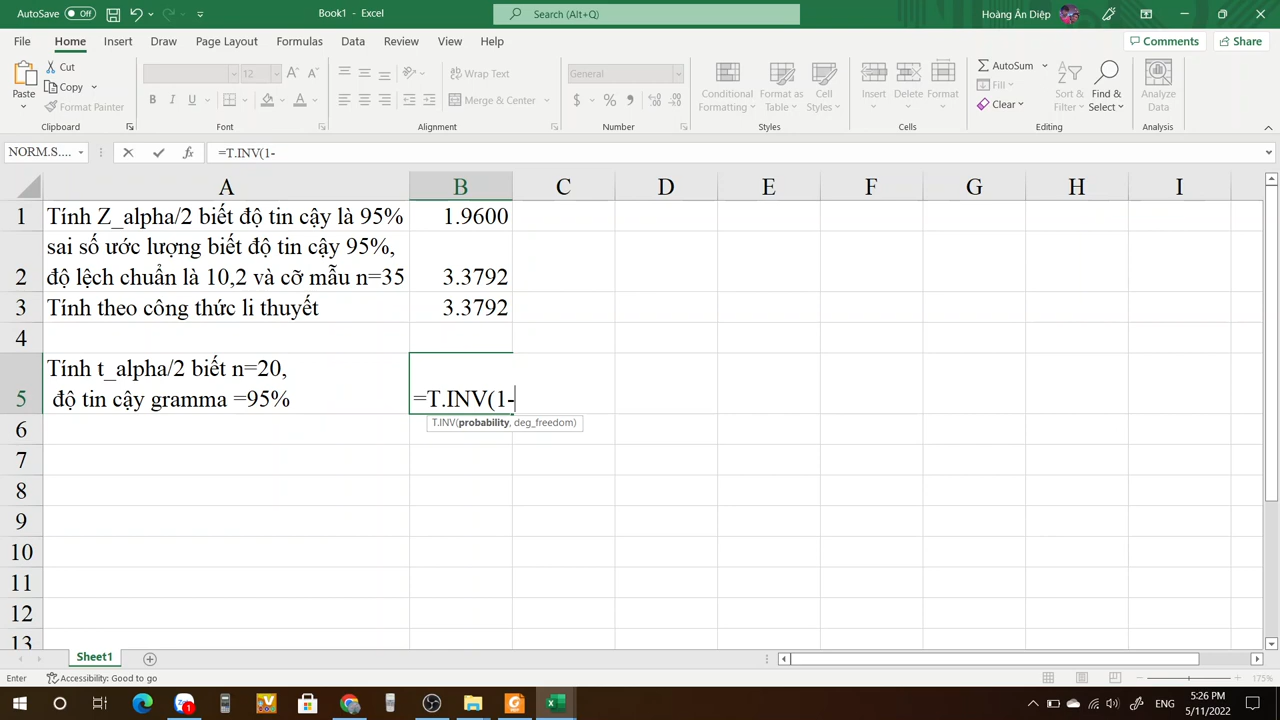 AutoSave Off Book1 - Excel Search (Alt+Q) Hoàng Ân Diệp
File Home Insert Draw Page Layout Formulas Data Review View Help Comments Share
Paste Cut Copy Format Painter
12 Wrap Text Merge & Center
General
Conditional Formatting Format as Table Cell Styles
Insert Delete Format
AutoSum Fill Clear Sort & Filter Find & Select Analyze Data
Clipboard Font Alignment Number Styles Cells Editing Analysis
NORM.S.... fx =T.INV(1-
A B C D E F G H I
1 Tính Z_alpha/2 biết độ tin cậy là 95% 1.9600
sai số ước lượng biết độ tin cậy 95%,
2 độ lệch chuẩn là 10,2 và cỡ mẫu n=35 3.3792
3 Tính theo công thức li thuyết 3.3792
4
Tính t_alpha/2 biết n=20,
5 độ tin cậy gramma =95% =T.INV(1-
T.INV(probability, deg_freedom)
6
7
8
9
10
11
12
13
Sheet1
Enter Accessibility: Good to go 175%
1 ENG 5:26 PM
5/11/2022